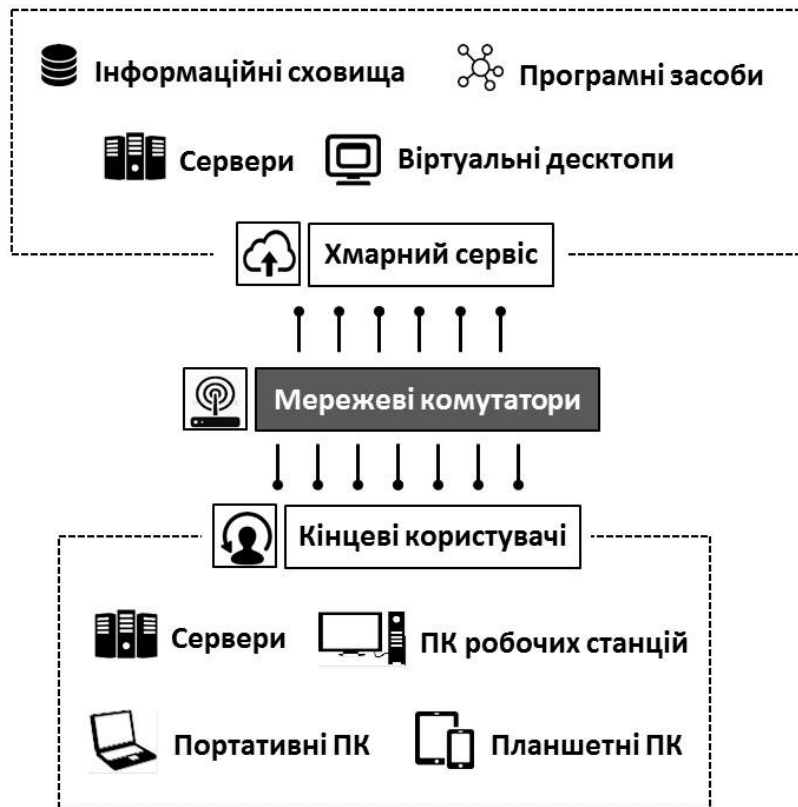 Інформаційні сховища
Програмні засоби
Сервери
Віртуальні десктопи
Хмарний сервіс
Мережеві комутатори
Кінцеві користувачі
Сервери
ПК робочих станцій
Портативні ПК
Планшетні ПК